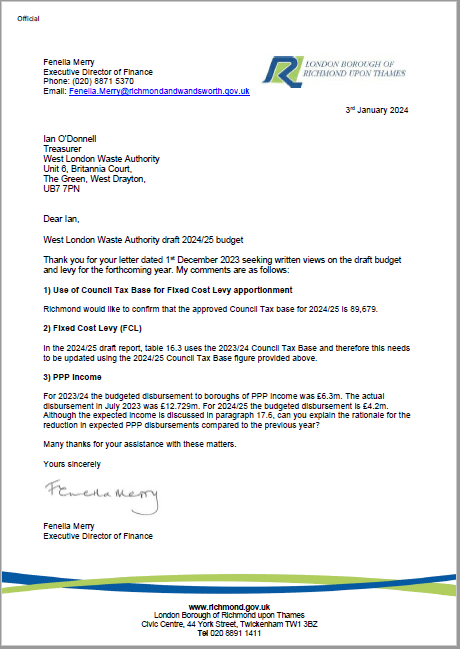 Official
Fenella Merry
Executive Director of Finance
Phone: (020) 8871 5370
Email: Fenella.Merry@richmondandwandsworth.gov.uk
LONDON BOROUGH OF
RICHMOND UPON THAMES
3rd January 2024
Ian O'Donnell
Treasurer
West London Waste Authority
Unit 6, Britannia Court,
The Green, West Drayton,
UB7 7PN
Dear Ian,
West London Waste Authority draft 2024/25 budget
Thank you for your letter dated 1st December 2023 seeking written views on the draft budget
and levy for the forthcoming year. My comments are as follows:
1) Use of Council Tax Base for Fixed Cost Levy apportionment
Richmond would like to confirm that the approved Council Tax base for 2024/25 is 89,679.
2) Fixed Cost Levy (FCL)
In the 2024/25 draft report, table 16.3 uses the 2023/24 Council Tax Base and therefore this needs
to be updated using the 2024/25 Council Tax Base figure provided above.
3) PPP Income
For 2023/24 the budgeted disbursement to boroughs of PPP income was £6.3m. The actual
disbursement in July 2023 was £12.729m. For 2024/25 the budgeted disbursement is £4.2m.
Although the expected income is discussed in paragraph 17.6, can you explain the rationale for the
reduction in expected PPP disbursements compared to the previous year?
Many thanks for your assistance with these matters.
Yours sincerely
Fenella Merry
Fenella Merry
Executive Director of Finance
www.richmond.gov.uk
London Borough of Richmond upon Thames
Civic Centre, 44 York Street, Twickenham TW1 3BZ
Tel 020 8891 1411